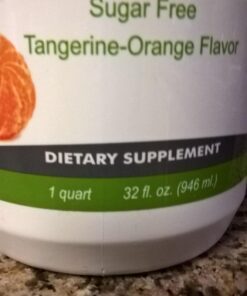 Sugar Free
Tangerine-Orange Flavor
DIETARY SUPPLEMENT
1 quart 32 fl. oz. (946 ml.)